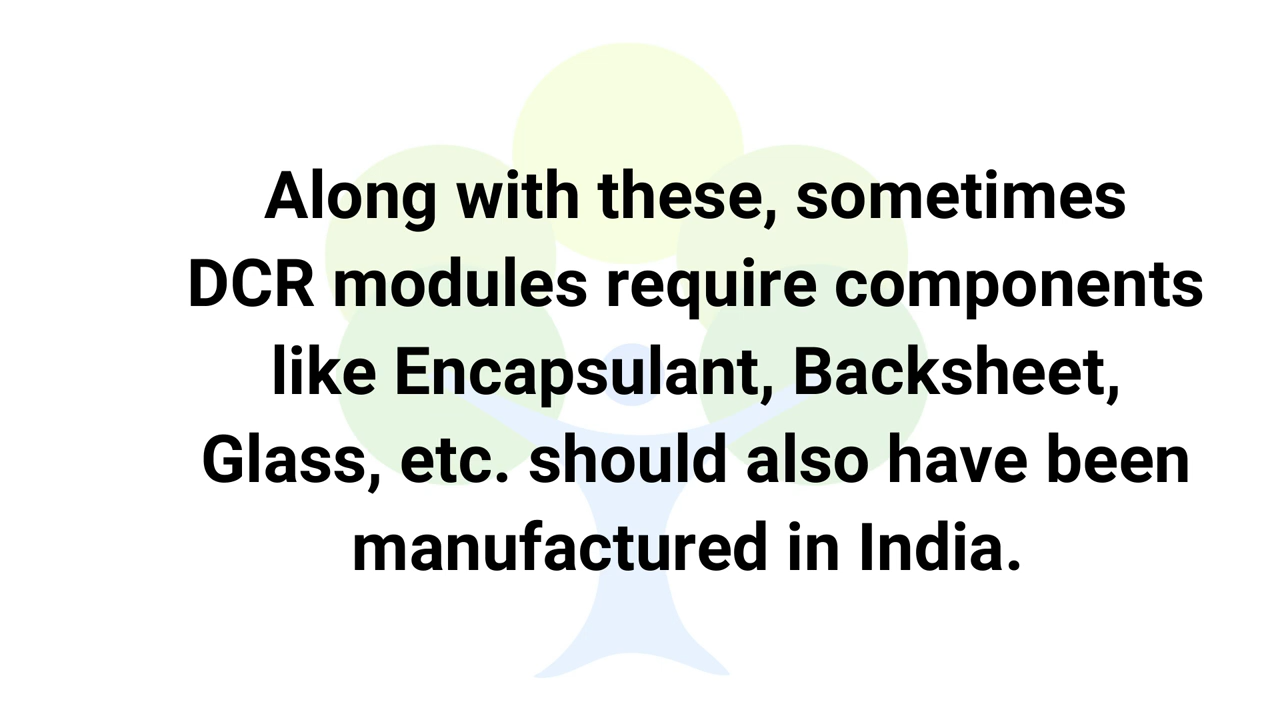 Along with these, sometimes
DCR modules require components
like Encapsulant, Backsheet,
Glass, etc. should also have been
manufactured in India.